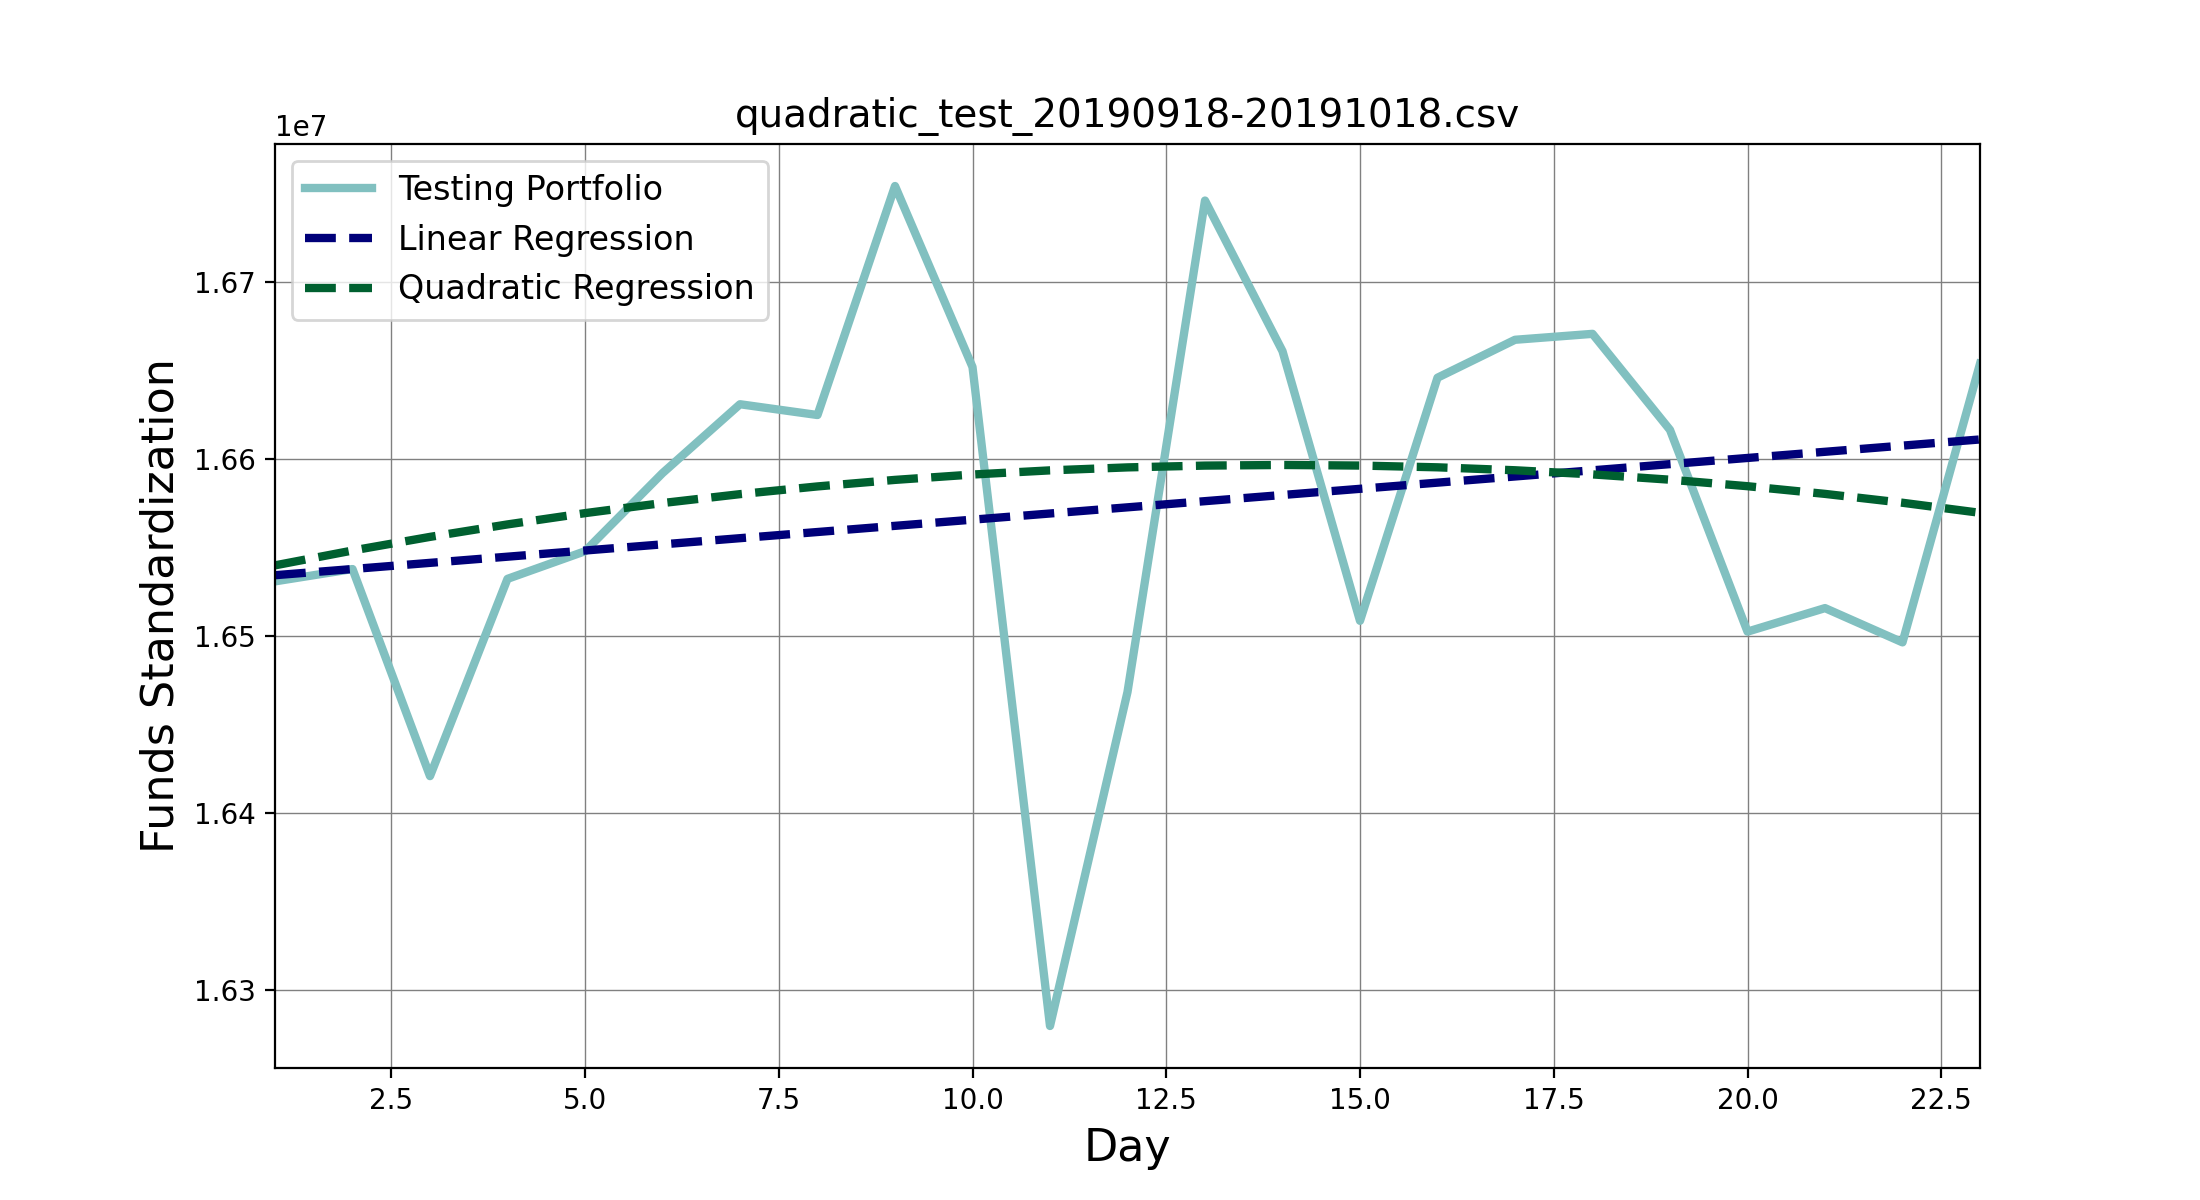 quadratic_test_20190918-20191018.csv
1e7
Testing Portfolio
Linear Regression
Quadratic Regression
1.67
1.66
1.65
1.64
1.63
Funds Standardization
2.5 5.0 7.5 10.0 12.5 15.0 17.5 20.0 22.5
Day